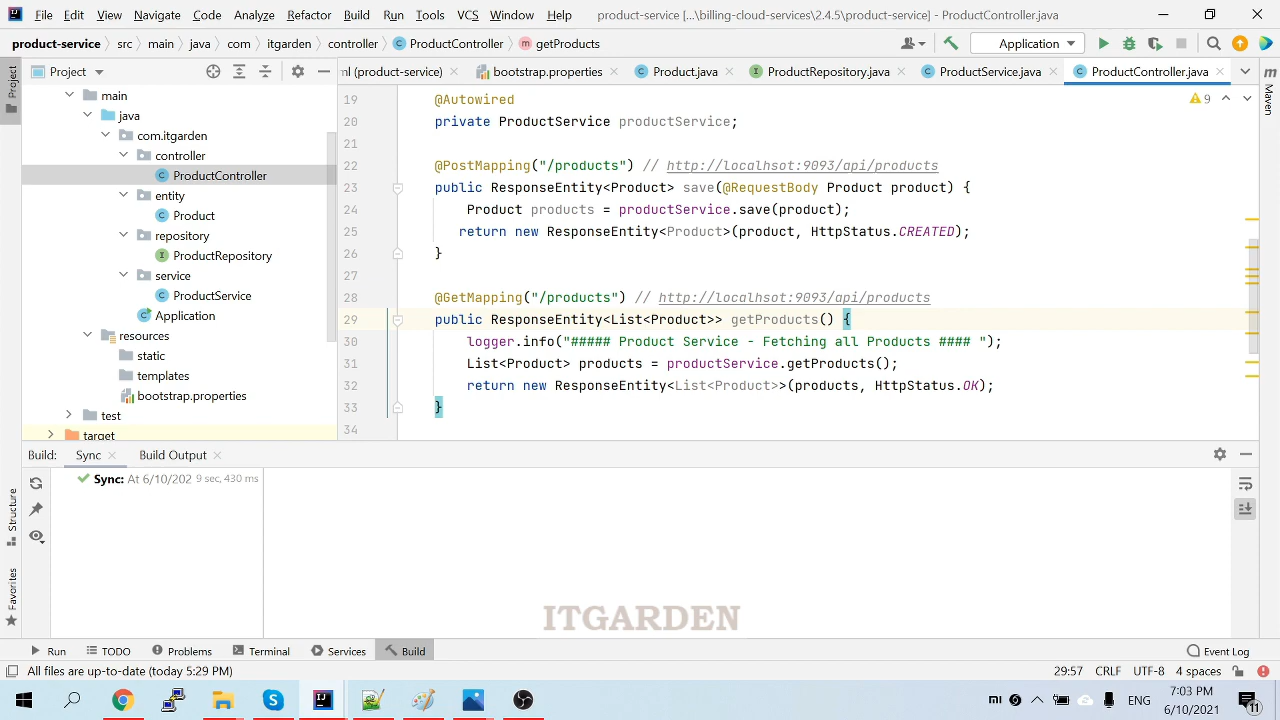 File Edit View Navigate Code Analyze Refactor Build Run Tools VCS Window Help product-service [...\billing-cloud-services\2.4.5\product-service] - ProductController.java
product-service src main java com itgarden controller ProductController getProducts Application
Project ml (product-service) bootstrap.properties Product.java ProductRepository.java ProductService.java ProductController.java
Project
Maven
main
java
com.itgarden
controller
ProductController
entity
Product
repository
ProductRepository
service
ProductService
Application
resources
static
templates
bootstrap.properties
test
target
9
19 @Autowired
20 private ProductService productService;
21
22 @PostMapping("/products") // http://localhsot:9093/api/products
23 public ResponseEntity<Product> save(@RequestBody Product product) {
24 Product products = productService.save(product);
25 return new ResponseEntity<Product>(product, HttpStatus.CREATED);
26 }
27
28 @GetMapping("/products") // http://localhsot:9093/api/products
29 public ResponseEntity<List<Product>> getProducts() {
30 logger.info("##### Product Service - Fetching all Products #### ");
31 List<Product> products = productService.getProducts();
32 return new ResponseEntity<List<Product>>(products, HttpStatus.OK);
33 }
34
Build: Sync Build Output
Sync: At 6/10/202 9 sec, 430 ms
Structure
Favorites
ITGARDEN
Run TODO Problems Terminal Services Build Event Log
All files are up-to-date (today 5:29 PM) 29:57 CRLF UTF-8 4 spaces
ENG
:03 PM
6/10/2021
11